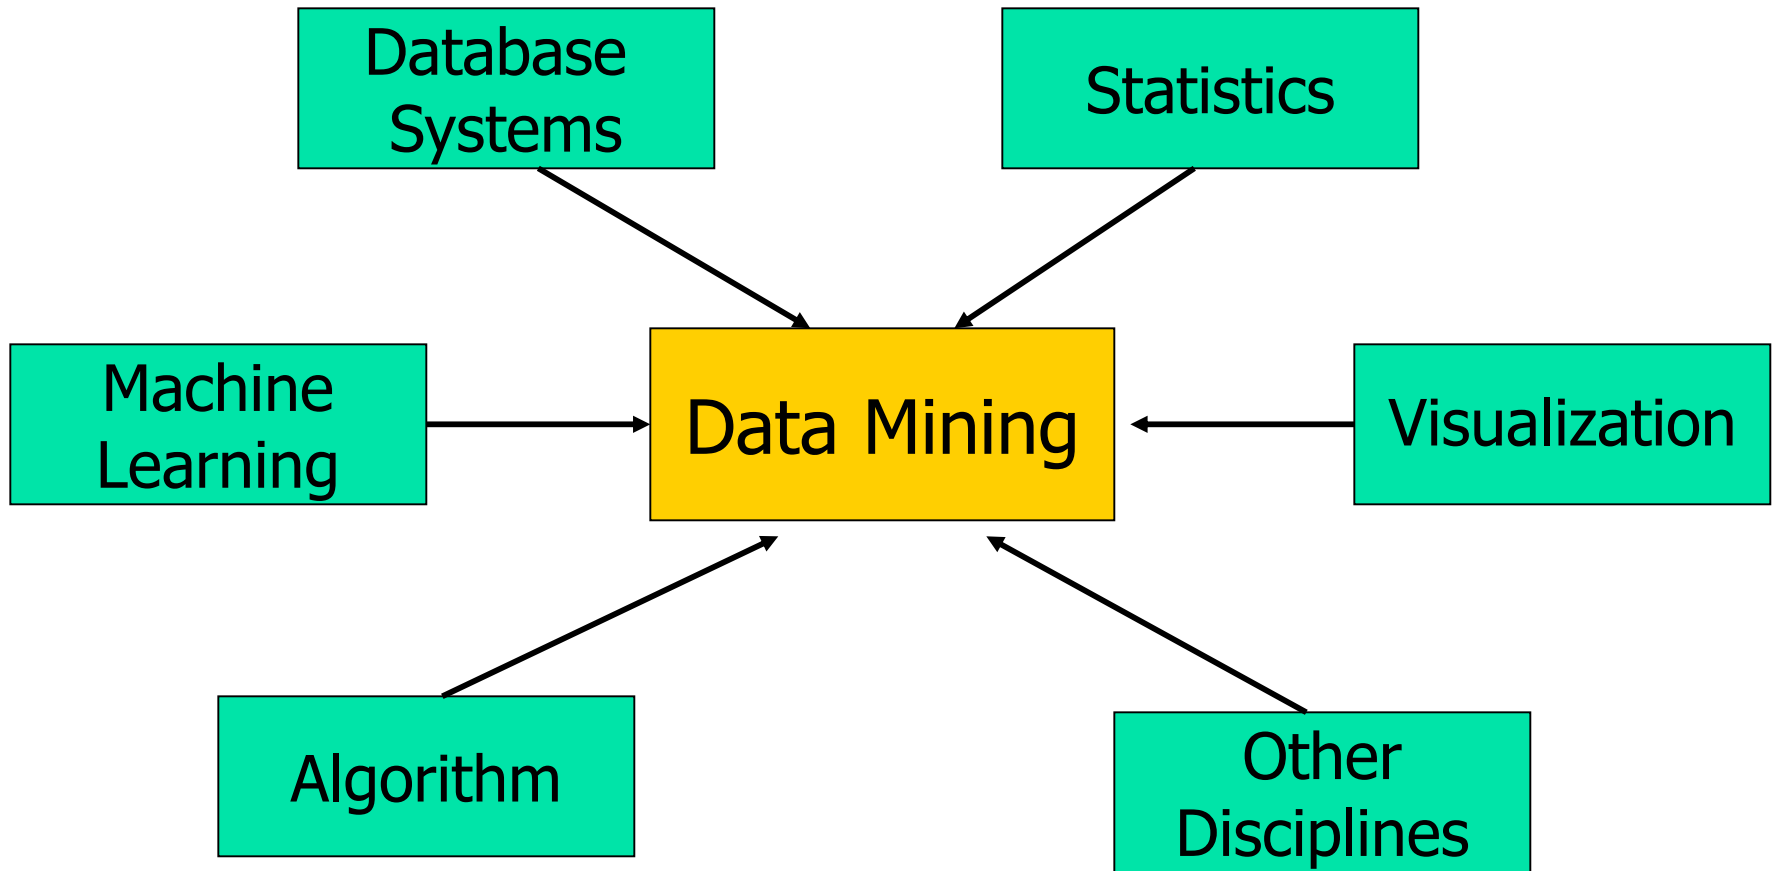 Database
Systems
Statistics
Machine
Learning
Data Mining
Visualization
Algorithm
Other
Disciplines